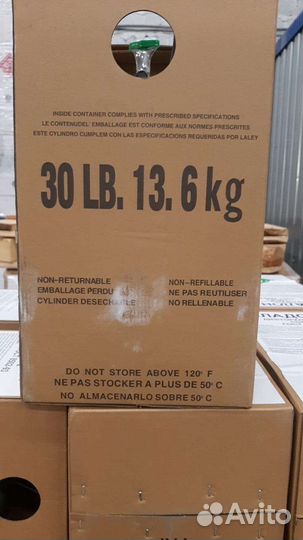 INSIDE CONTAINER COMPLIES WITH PRESCRIBED SPECIFICATIONS
LE CONTENUDEL' EMBALLAGE EST CONFORME AUX NORMES PRESCRITES
ESTE CYLINDRO CUMPLEM CON LAS ESPECIFICACIONES REQUERIDAS POR LALEY
30 LB. 13. 6 kg
NON-RETURNABLE
EMBALLAGE PERDU
CYLINDER DESECHABLE
NON-REFILLABLE
NE PAS REUTILISER
NO RELLENABLE
DO NOT STORE ABOVE 120° F
NE PAS STOCKER A PLUS DE 50° C
NO ALMACENARLO SOBRE 50° C
Avito